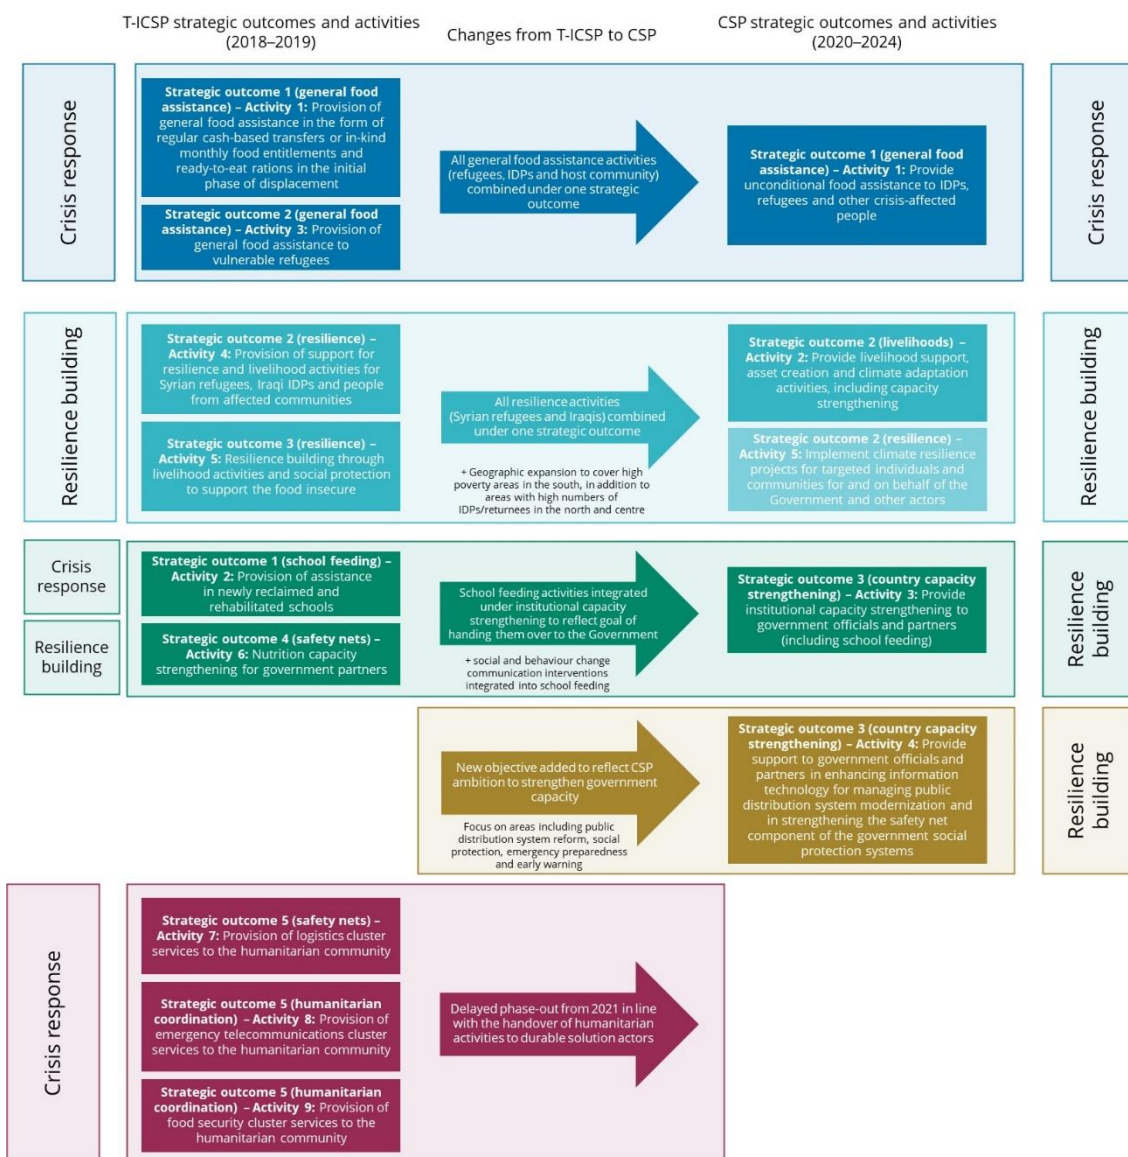 T-ICSP strategic outcomes and activities
(2018–2019)
Changes from T-ICSP to CSP
CSP strategic outcomes and activities
(2020–2024)
Crisis response
Strategic outcome 1 (general food
assistance) – Activity 1: Provision of
general food assistance in the form of
regular cash-based transfers or in-kind
monthly food entitlements and
ready-to-eat rations in the initial
phase of displacement
Strategic outcome 2 (general food
assistance) – Activity 3: Provision of
general food assistance to
vulnerable refugees
All general food assistance activities
(refugees, IDPs and host community)
combined under one strategic
outcome
Strategic outcome 1 (general food
assistance) – Activity 1: Provide
unconditional food assistance to IDPs,
refugees and other crisis-affected
people
Crisis response
Resilience building
Strategic outcome 2 (resilience) –
Activity 4: Provision of support for
resilience and livelihood activities for
Syrian refugees, Iraqi IDPs and people
from affected communities
Strategic outcome 3 (resilience) –
Activity 5: Resilience building through
livelihood activities and social protection
to support the food insecure
All resilience activities
(Syrian refugees and Iraqis) combined
under one strategic outcome
+ Geographic expansion to cover high
poverty areas in the south, in addition to
areas with high numbers of
IDPs/returnees in the north and centre
Strategic outcome 2 (livelihoods) –
Activity 2: Provide livelihood support,
asset creation and climate adaptation
activities, including capacity
strengthening
Strategic outcome 2 (resilience) –
Activity 5: Implement climate resilience
projects for targeted individuals and
communities for and on behalf of the
Government and other actors
Resilience building
Crisis
response
Resilience
building
Strategic outcome 1 (school feeding) –
Activity 2: Provision of assistance
in newly reclaimed and
rehabilitated schools
Strategic outcome 4 (safety nets) –
Activity 6: Nutrition capacity
strengthening for government partners
School feeding activities integrated
under institutional capacity
strengthening to reflect goal of
handing them over to the Government
+ social and behaviour change
communication interventions
integrated into school feeding
Strategic outcome 3 (country capacity
strengthening) – Activity 3: Provide
institutional capacity strengthening to
government officials and partners
(including school feeding)
Resilience
building
New objective added to reflect CSP
ambition to strengthen government
capacity
Focus on areas including public
distribution system reform, social
protection, emergency preparedness
and early warning
Strategic outcome 3 (country capacity
strengthening) – Activity 4: Provide
support to government officials and
partners in enhancing information
technology for managing public
distribution system modernization and
in strengthening the safety net
component of the government social
protection systems
Resilience
building
Crisis response
Strategic outcome 5 (safety nets) –
Activity 7: Provision of logistics cluster
services to the humanitarian community
Strategic outcome 5 (humanitarian
coordination) – Activity 8: Provision of
emergency telecommunications cluster
services to the humanitarian community
Strategic outcome 5 (humanitarian
coordination) – Activity 9: Provision of
food security cluster services to the
humanitarian community
Delayed phase-out from 2021 in line
with the handover of humanitarian
activities to durable solution actors